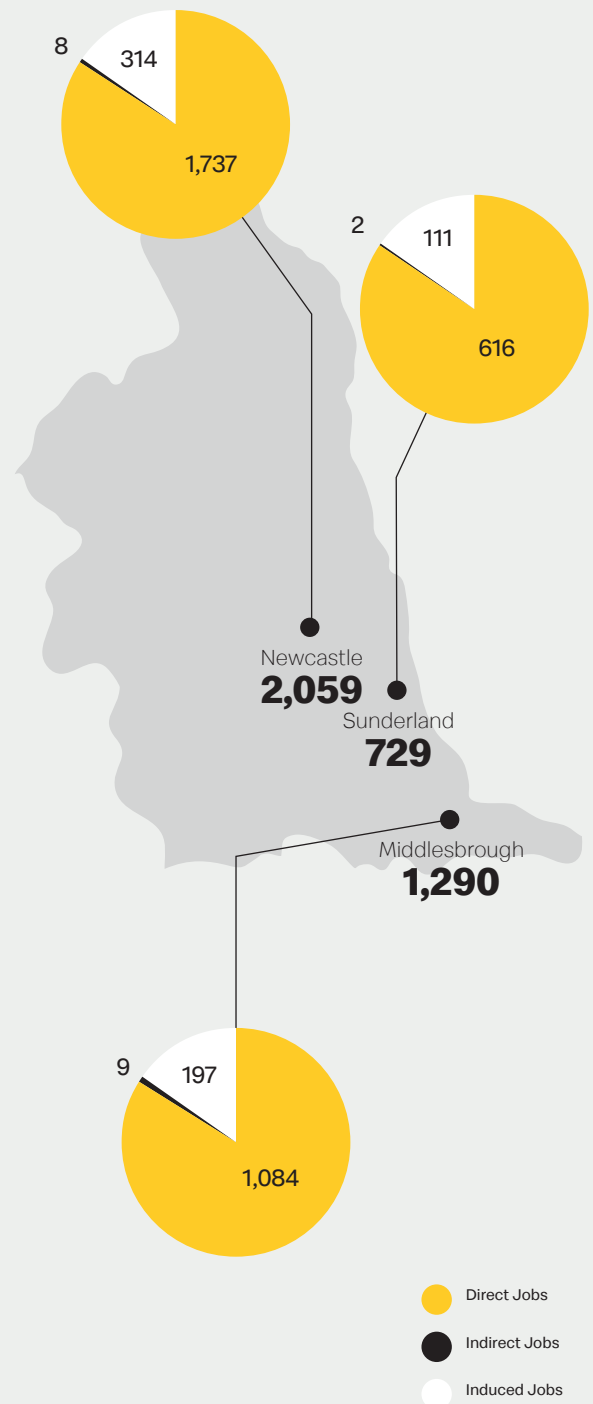 8
314
1,737
2
111
616
Newcastle
2,059
Sunderland
729
Middlesbrough
1,290
9
197
1,084
Direct Jobs
Indirect Jobs
Induced Jobs